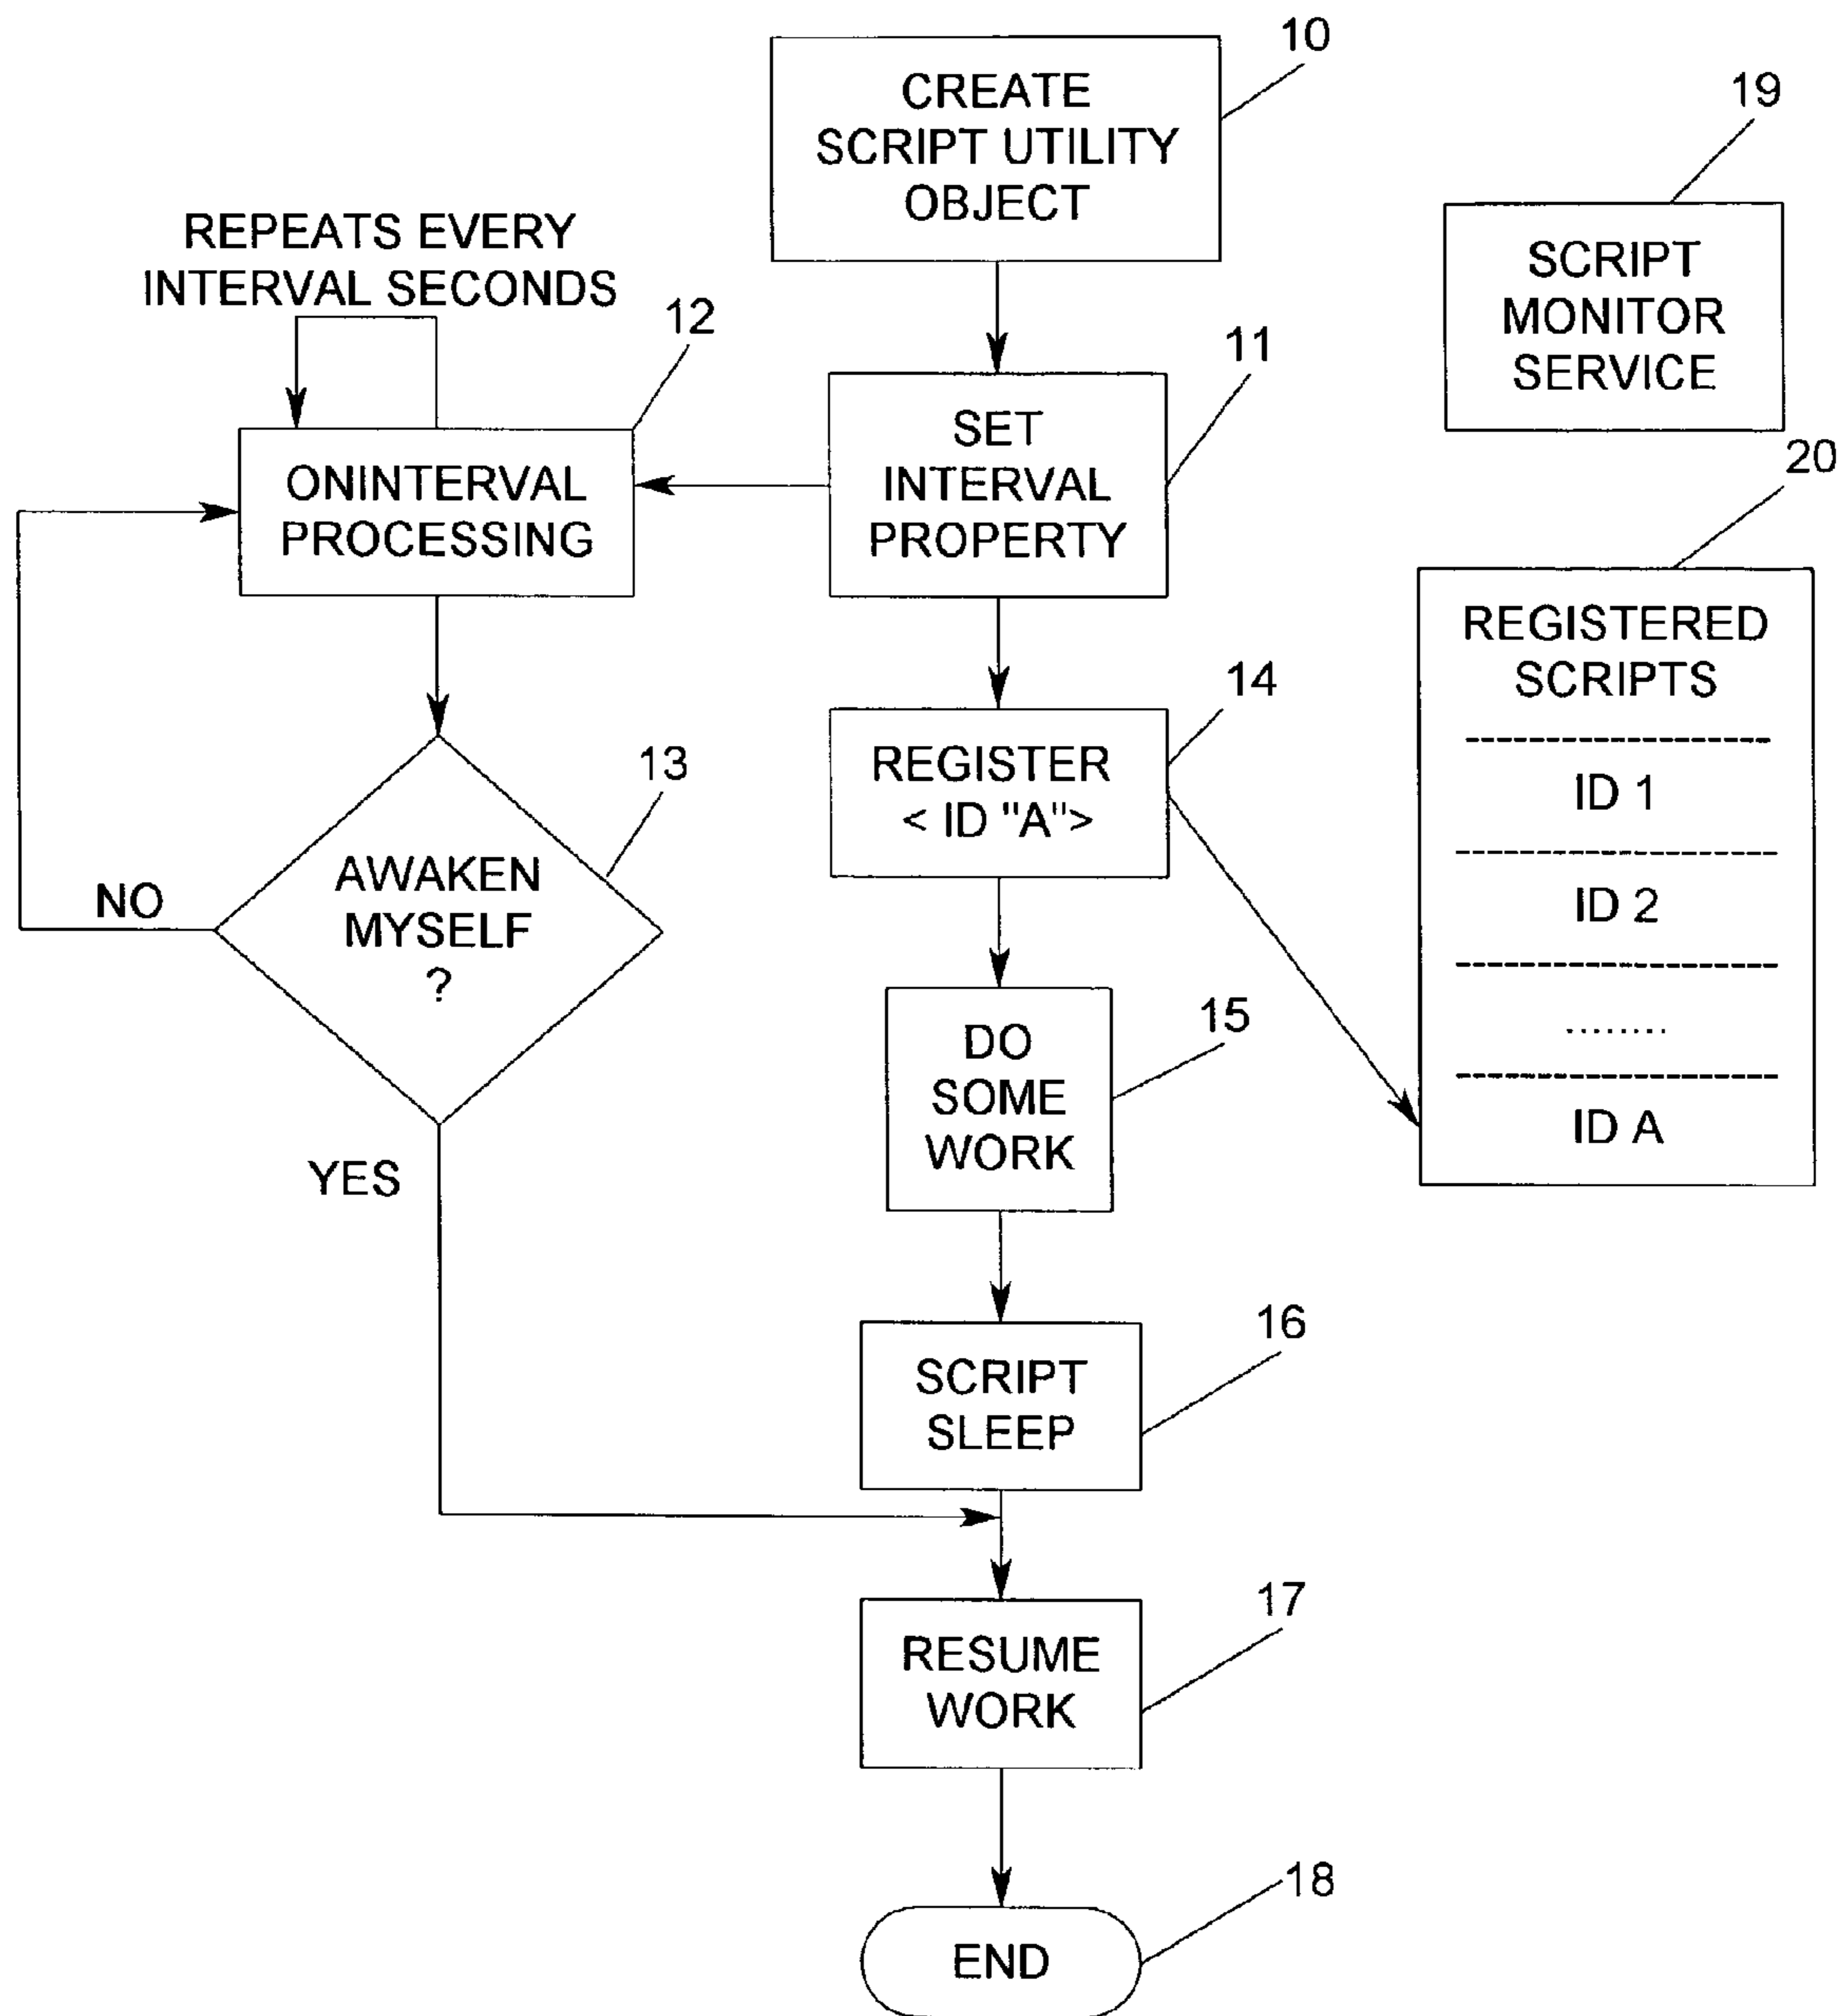 10
CREATE
SCRIPT UTILITY
OBJECT
19
SCRIPT
MONITOR
SERVICE
REPEATS EVERY
INTERVAL SECONDS
12
ONINTERVAL
PROCESSING
11
SET
INTERVAL
PROPERTY
20
REGISTERED
SCRIPTS
ID 1
ID 2
........
ID A
13
AWAKEN
MYSELF
?
NO
YES
14
REGISTER
< ID "A">
15
DO
SOME
WORK
16
SCRIPT
SLEEP
17
RESUME
WORK
18
END